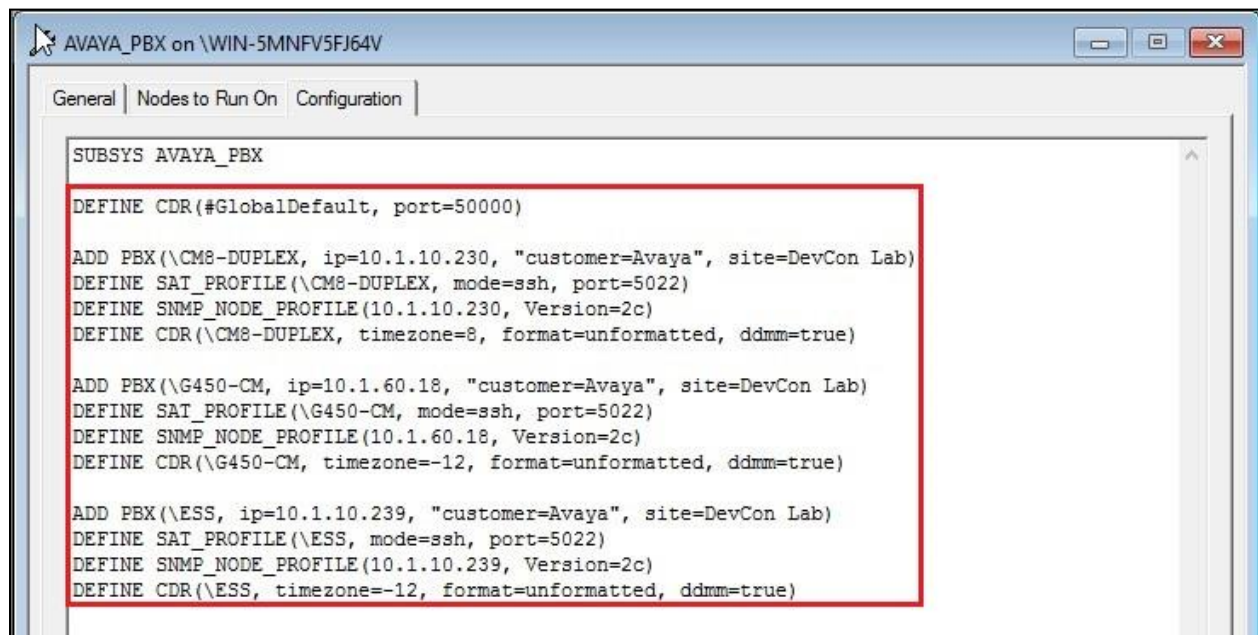 AVAYA_PBX on \WIN-5MNFV5FJ64V
General Nodes to Run On Configuration
SUBSYS AVAYA_PBX
DEFINE CDR(#GlobalDefault, port=50000)
ADD PBX(\CM8-DUPLEX, ip=10.1.10.230, "customer=Avaya", site=DevCon Lab)
DEFINE SAT_PROFILE(\CM8-DUPLEX, mode=ssh, port=5022)
DEFINE SNMP_NODE_PROFILE(10.1.10.230, Version=2c)
DEFINE CDR(\CM8-DUPLEX, timezone=8, format=unformatted, ddmm=true)
ADD PBX(\G450-CM, ip=10.1.60.18, "customer=Avaya", site=DevCon Lab)
DEFINE SAT_PROFILE(\G450-CM, mode=ssh, port=5022)
DEFINE SNMP_NODE_PROFILE(10.1.60.18, Version=2c)
DEFINE CDR(\G450-CM, timezone=-12, format=unformatted, ddmm=true)
ADD PBX(\ESS, ip=10.1.10.239, "customer=Avaya", site=DevCon Lab)
DEFINE SAT_PROFILE(\ESS, mode=ssh, port=5022)
DEFINE SNMP_NODE_PROFILE(10.1.10.239, Version=2c)
DEFINE CDR(\ESS, timezone=-12, format=unformatted, ddmm=true)